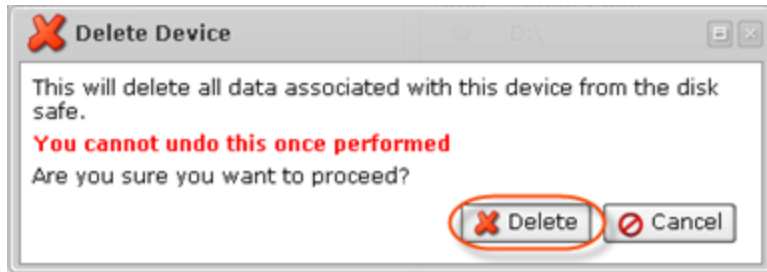 Delete Device
D:\
This will delete all data associated with this device from the disk
safe.
You cannot undo this once performed
Are you sure you want to proceed?
Delete
Cancel